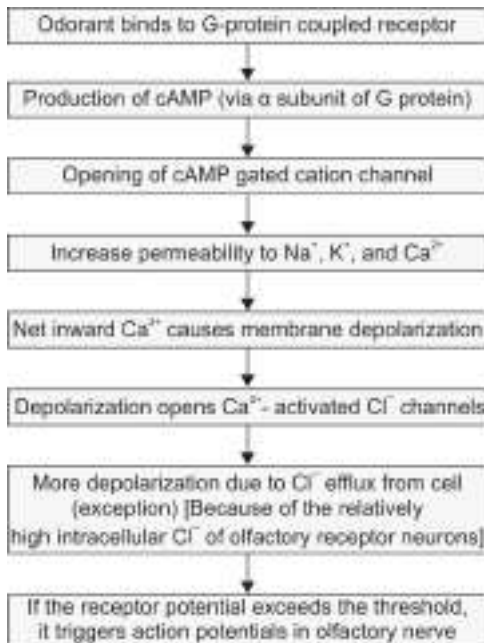 Odorant binds to G-protein coupled receptor
Production of cAMP (via α subunit of G protein)
Opening of cAMP gated cation channel
Increase permeability to Na⁺, K⁺, and Ca²⁺
Net inward Ca²⁺ causes membrane depolarization
Depolarization opens Ca²⁺- activated Cl⁻ channels
More depolarization due to Cl⁻ efflux from cell
(exception) [Because of the relatively
high intracellular Cl⁻ of olfactory receptor neurons]
If the receptor potential exceeds the threshold,
it triggers action potentials in olfactory nerve